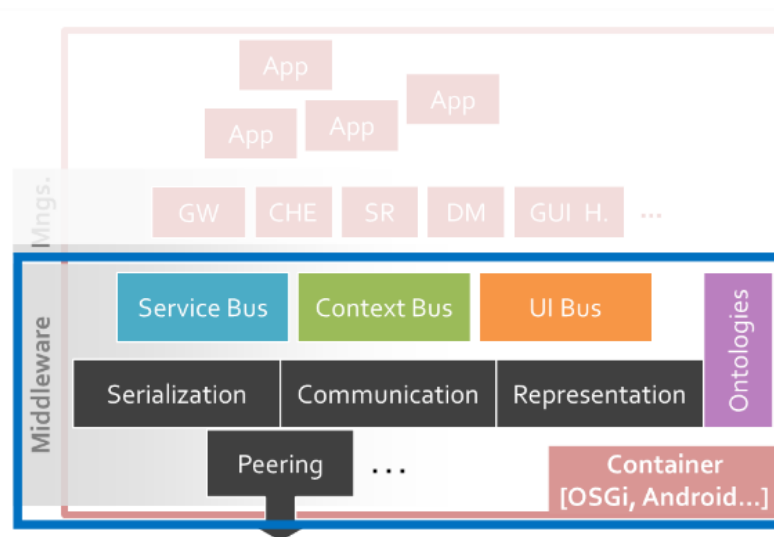 App
App
App
App
Mngs.
GW
CHE
SR
DM
GUI H.
...
Middleware
Service Bus
Context Bus
UI Bus
Ontologies
Serialization
Communication
Representation
Peering
...
Container
[OSGi, Android...]